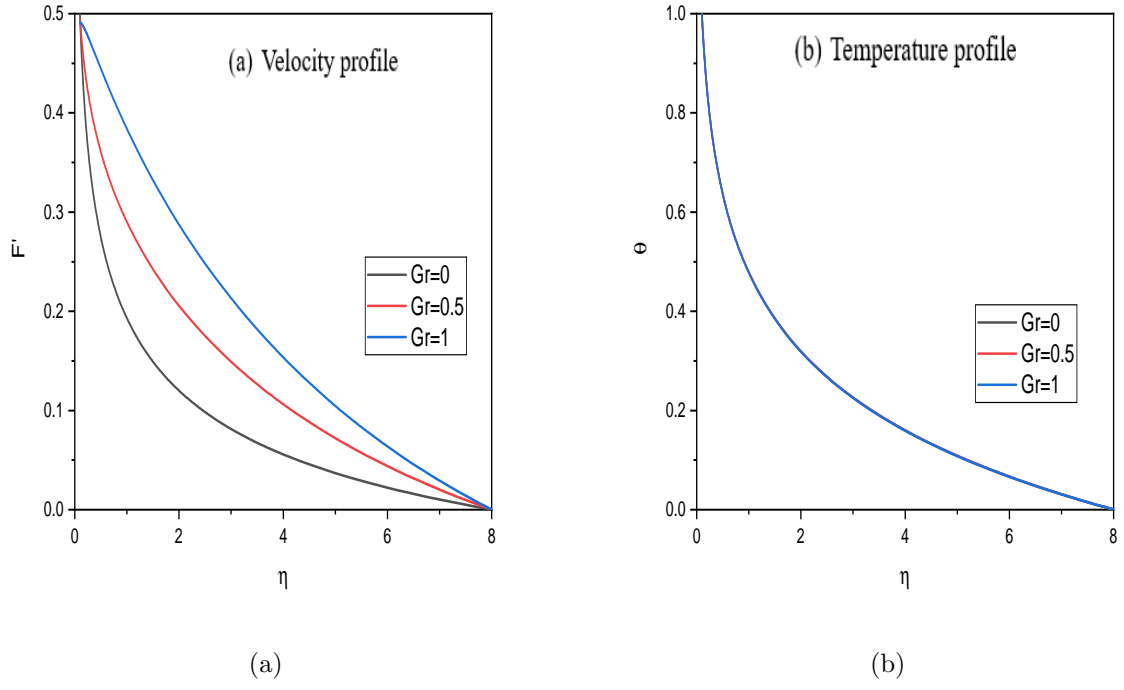 (a) Velocity profile
0.5
0.4
0.3
0.2
0.1
0.0
F'
Gr=0
Gr=0.5
Gr=1
0 2 4 6 8
η
(a)
(b) Temperature profile
1.0
0.8
0.6
0.4
0.2
0.0
θ
Gr=0
Gr=0.5
Gr=1
0 2 4 6 8
η
(b)